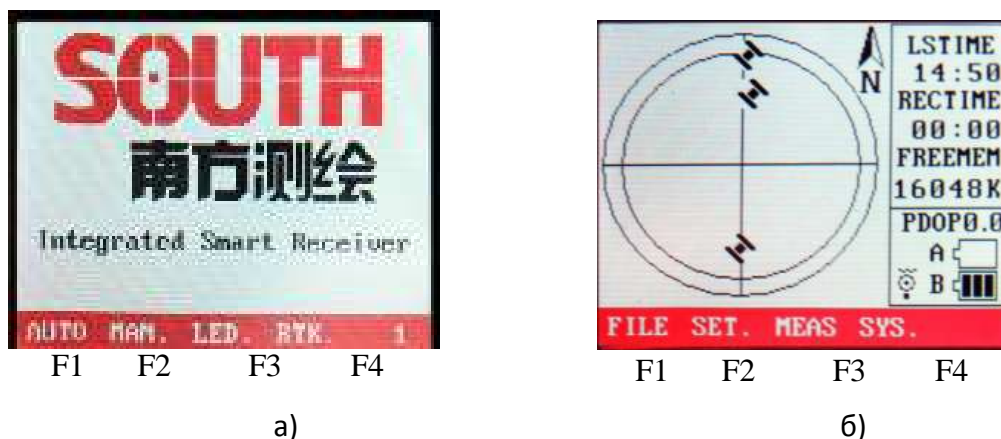 SOUTH
南方测绘
Integrated Smart Receiver
AUTO MAN. LED. RTK. 1
F1 F2 F3 F4
а)
N
LSTIME
14:50
RECTIME
00:00
FREEMEM
16048K
PDOP0.0
A
B
FILE SET. MEAS SYS.
F1 F2 F3 F4
б)